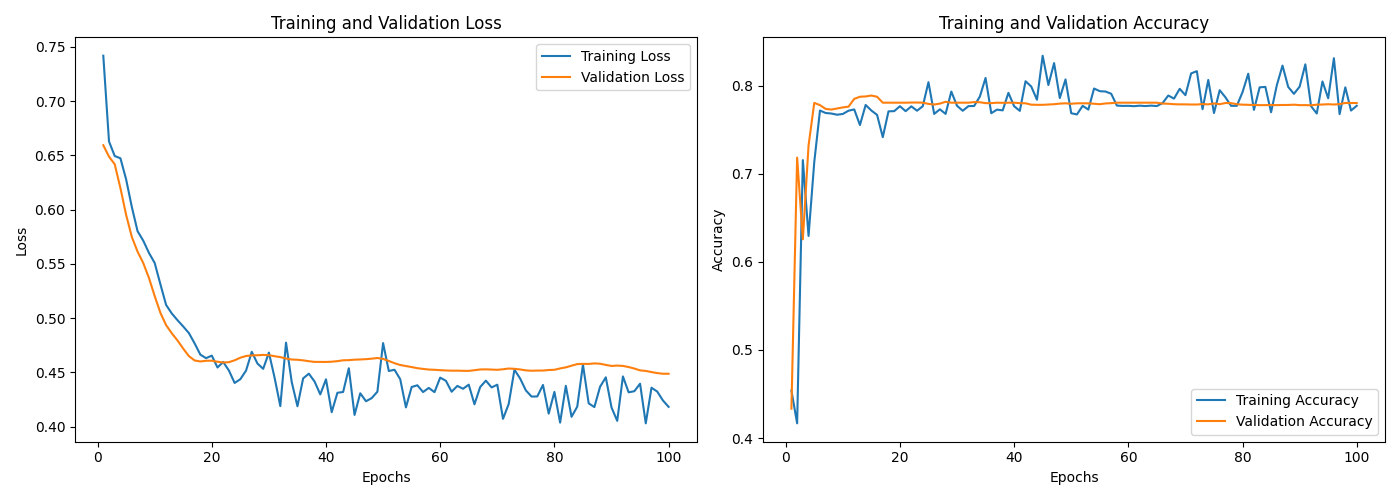 Training and Validation Loss
0.75
0.70
0.65
0.60
0.55
0.50
0.45
0.40
Loss
0 20 40 60 80 100
Epochs
Training Loss
Validation Loss
Training and Validation Accuracy
0.8
0.7
0.6
0.5
0.4
Accuracy
0 20 40 60 80 100
Epochs
Training Accuracy
Validation Accuracy